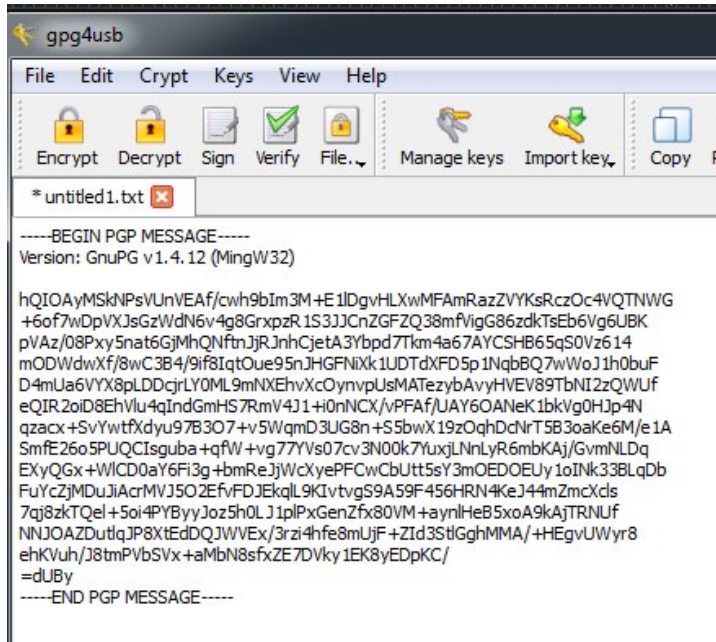 gpg4usb
File Edit Crypt Keys View Help
Encrypt Decrypt Sign Verify File.. Manage keys Import key Copy
* untitled1.txt
-----BEGIN PGP MESSAGE-----
Version: GnuPG v1.4.12 (MingW32)
hQIOAyMSkNPsVUnVEAf/cwh9bIm3M+E1lDgvHLXwMFAmRazZVYKsRczOc4VQTNWG
+6of7wDpVXJsGzWdN6v4g8GrxpzR1S3JJCnZGFZQ38mfVigG86zdkTsEb6Vg6UBK
pVAz/08Pxy5nat6GjMhQNftnJjRJnhCjetA3Ybpd7Tkm4a67AYCSHB65qS0Vz614
mODWdwXf/8wC3B4/9if8IqtOue95nJHGFNiXk1UDTdXFD5p1NqbBQ7wWoJ1h0buF
D4mUa6VYX8pLDDcjrLY0ML9mNXEhvXcOynvpUsMATezybAvyHVEV89TbNI2zQWUf
eQIR2oiD8EhVlu4qIndGmHS7RmV4J1+i0nNCX/vPFAf/UAY6OANeK1bkVg0HJp4N
qzacx+SvYwtfXdyu97B3O7+v5WqmD3UG8n+S5bwX19zOqhDcNrT5B3oaKe6M/e1A
SmfE26o5PUQCIsguba+qfW+vg77YVs07cv3N00k7YuxjLNnLyR6mbKAj/GvmNLDq
EXyQGx+WlCD0aY6Fi3g+bmReJjWcXyePFCwCbUtt5sY3mOEDOEUy1oINk33BLqDb
FuYcZjMDuJiAcrMVJ5O2EfvFDJEkqlL9KIvtvgS9A59F456HRN4KeJ44mZmcXcls
7qj8zkTQel+5oi4PYByyJoz5h0LJ1plPxGenZfx80VM+aynlHeB5xoA9kAjTRNUf
NNJOAZDutlqJP8XtEdDQJWVEx/3rzi4hfe8mUjF+ZId3StlGghMMA/+HEgvUWyr8
ehKVuh/J8tmPVbSVx+aMbN8sfxZE7DVky1EK8yEDpKC/
=dUBy
-----END PGP MESSAGE-----